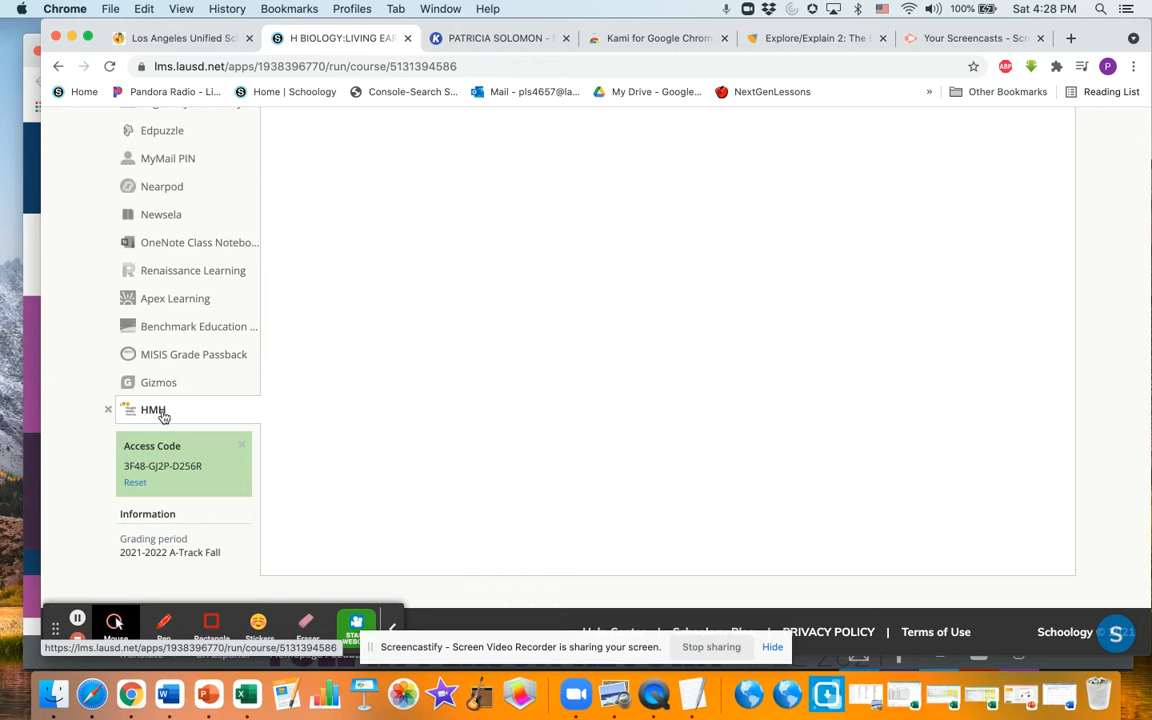 Chrome File Edit View History Bookmarks Profiles Tab Window Help 100% Sat 4:28 PM
Los Angeles Unified Sc H BIOLOGY:LIVING EAR PATRICIA SOLOMON - Kami for Google Chrom Explore/Explain 2: The Your Screencasts - Scr
lms.lausd.net/apps/1938396770/run/course/5131394586
Home Pandora Radio - Li... Home | Schoology Console-Search S... Mail - pls4657@la... My Drive - Google... NextGenLessons » Other Bookmarks Reading List
Edpuzzle
MyMail PIN
Nearpod
Newsela
OneNote Class Notebo...
Renaissance Learning
Apex Learning
Benchmark Education ...
MISIS Grade Passback
Gizmos
HMH
Access Code
3F48-GJ2P-D256R
Reset
Information
Grading period
2021-2022 A-Track Fall
Mouse Pen Rectangle Stickers Eraser
PRIVACY POLICY | Terms of Use Schoology
https://lms.lausd.net/apps/1938396770/run/course/5131394586
Screencastify - Screen Video Recorder is sharing your screen. Stop sharing Hide